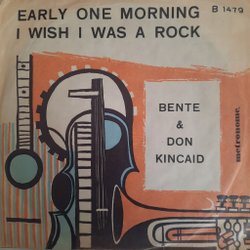 EARLY ONE MORNING B 1479
I WISH I WAS A ROCK
BENTE
&
DON
KINCAID
metronome